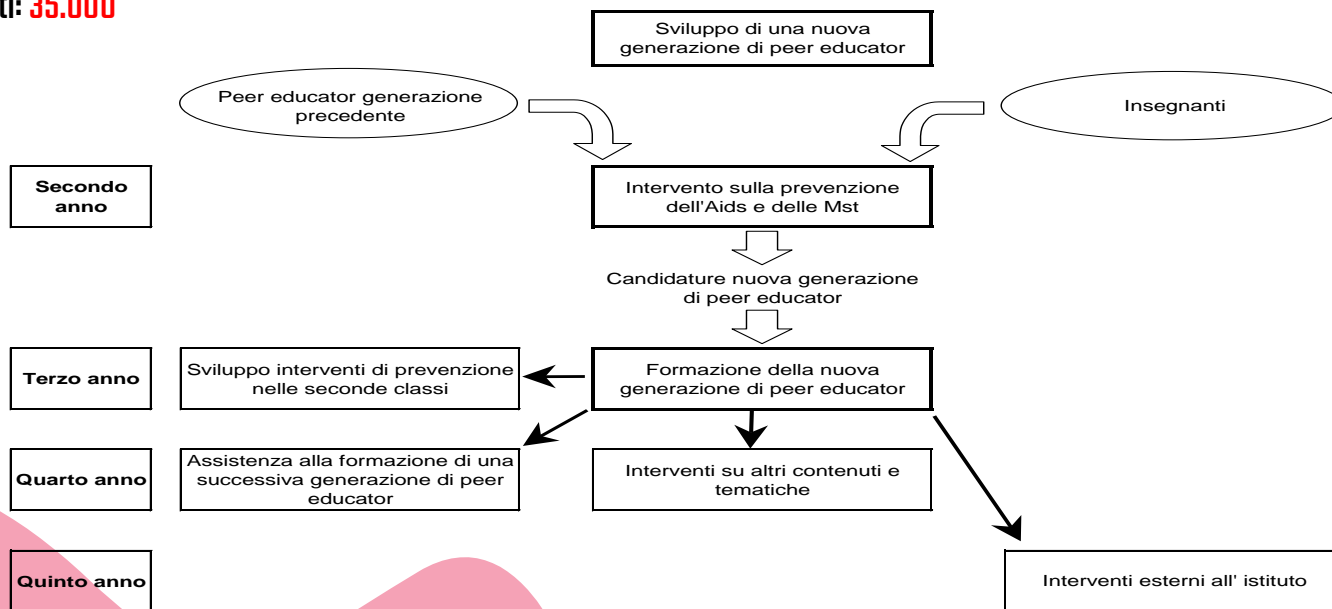 ti: 35.000
Sviluppo di una nuova
generazione di peer educator
Peer educator generazione
precedente
Insegnanti
Secondo
anno
Intervento sulla prevenzione
dell'Aids e delle Mst
Candidature nuova generazione
di peer educator
Terzo anno
Sviluppo interventi di prevenzione
nelle seconde classi
Formazione della nuova
generazione di peer educator
Quarto anno
Assistenza alla formazione di una
successiva generazione di peer
educator
Interventi su altri contenuti e
tematiche
Quinto anno
Interventi esterni all' istituto